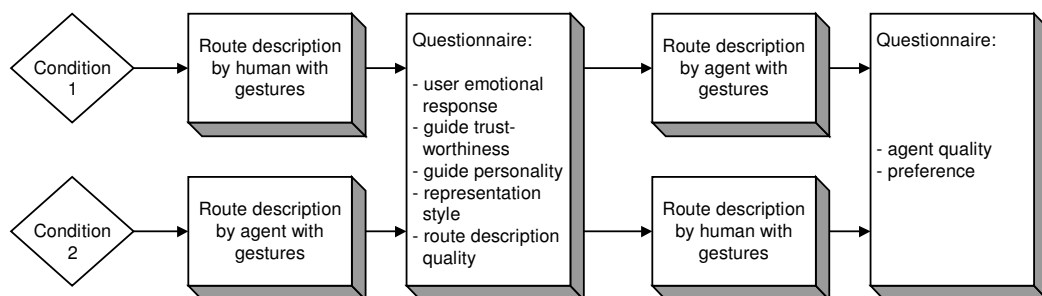 Condition
1
Route description
by human with
gestures
Questionnaire:
- user emotional
response
- guide trust-
worthiness
- guide personality
- representation
style
- route description
quality
Route description
by agent with
gestures
Questionnaire:
- agent quality
- preference
Condition
2
Route description
by agent with
gestures
Route description
by human with
gestures